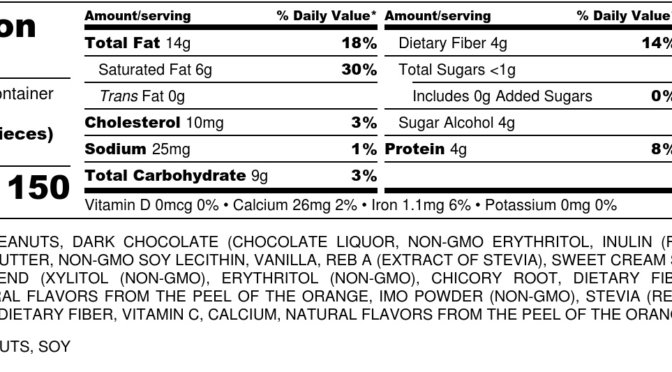 on
Amount/serving % Daily Value* Amount/serving % Daily Value
Total Fat 14g 18% Dietary Fiber 4g 14%
Saturated Fat 6g 30% Total Sugars <1g
ontainer Trans Fat 0g Includes 0g Added Sugars 0%
Cholesterol 10mg 3% Sugar Alcohol 4g
ieces) Sodium 25mg 1% Protein 4g 8%
150 Total Carbohydrate 9g 3%
Vitamin D 0mcg 0% • Calcium 26mg 2% • Iron 1.1mg 6% • Potassium 0mg 0%
EANUTS, DARK CHOCOLATE (CHOCOLATE LIQUOR, NON-GMO ERYTHRITOL, INULIN (F
UTTER, NON-GMO SOY LECITHIN, VANILLA, REB A (EXTRACT OF STEVIA), SWEET CREAM
END (XYLITOL (NON-GMO), ERYTHRITOL (NON-GMO), CHICORY ROOT, DIETARY FIB
RAL FLAVORS FROM THE PEEL OF THE ORANGE, IMO POWDER (NON-GMO), STEVIA (RE
DIETARY FIBER, VITAMIN C, CALCIUM, NATURAL FLAVORS FROM THE PEEL OF THE ORAN
UTS, SOY